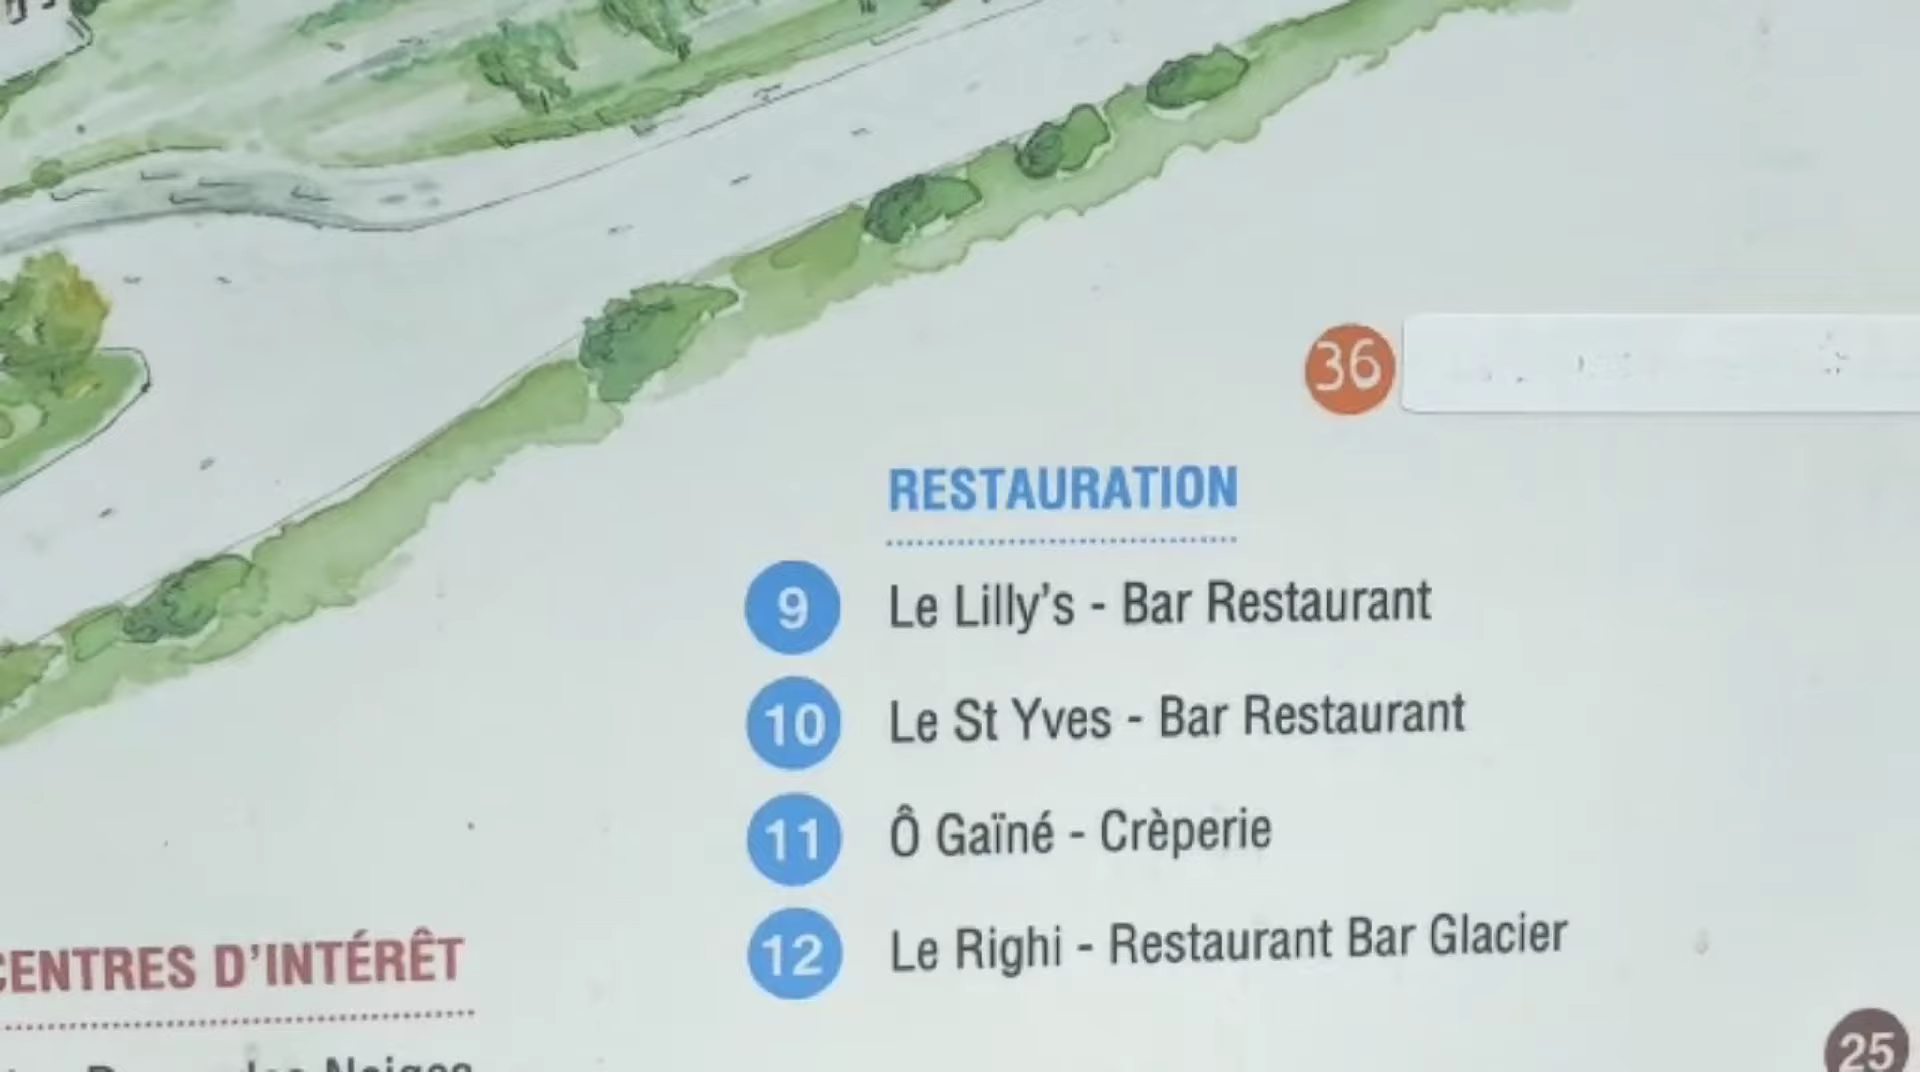 36
RESTAURATION
9 Le Lilly's - Bar Restaurant
10 Le St Yves - Bar Restaurant
11 Ô Gaïné - Crèperie
12 Le Righi - Restaurant Bar Glacier
CENTRES D'INTÉRÊT
Neiges
25